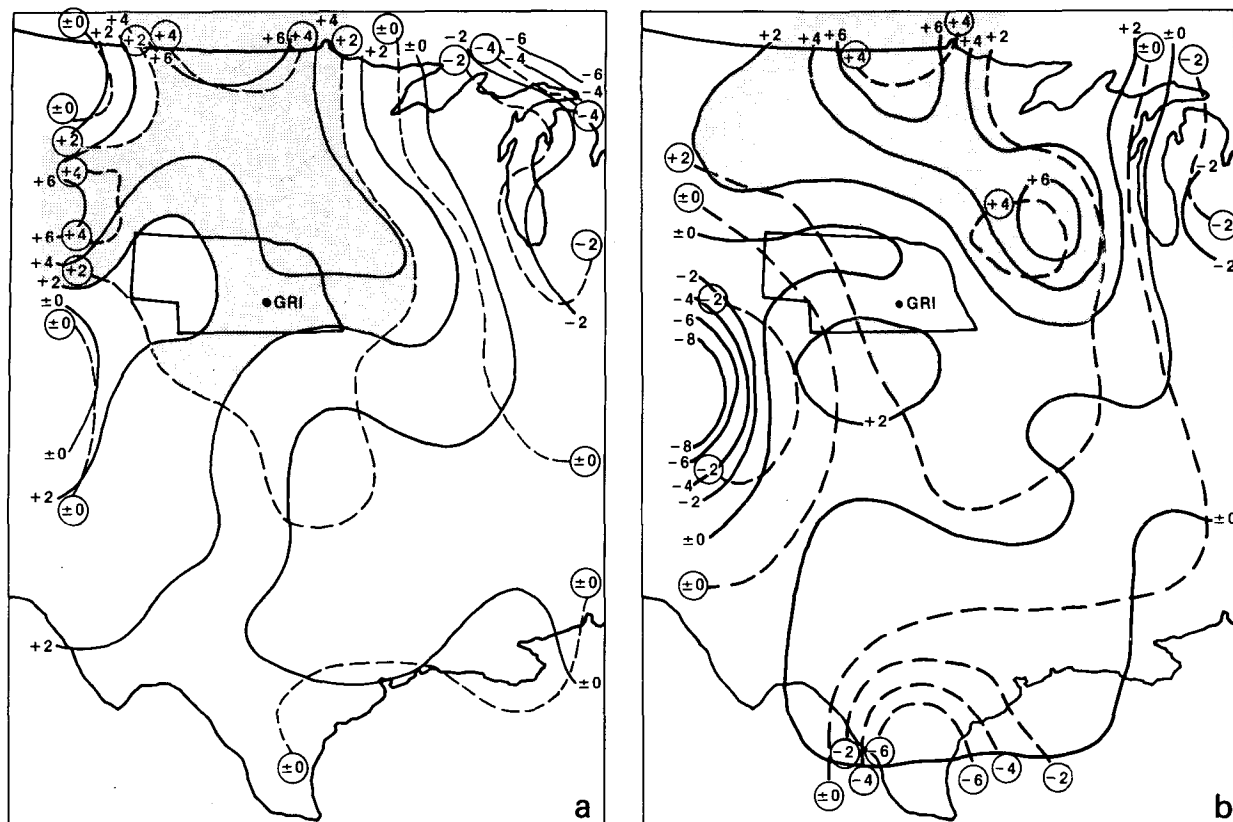 ±0 +4 +4 +4 ±0
+2 +2 +6 +4 +2 ±0 -6
+6 +2 -2 -4
-2 -4 -6
-4
±0 -4
+2
+4
+6
+4
+6
+4 +2 -2
+2
±0 •GRI
±0 -2
±0 ±0
+2 ±0
±0
+2 ±0
±0
a
+6 +4
+2 +4 +4 +4 +2 +2 ±0
+4 ±0 -2
+2 -2
+6
±0 +4
±0 -2
-2 -2
-4 -2
-6 •GRI
-8
+2
-8
-6 -2
-4
-2 ±0
±0
±0
-2 -6
-4 -6 -4 -2
±0
b